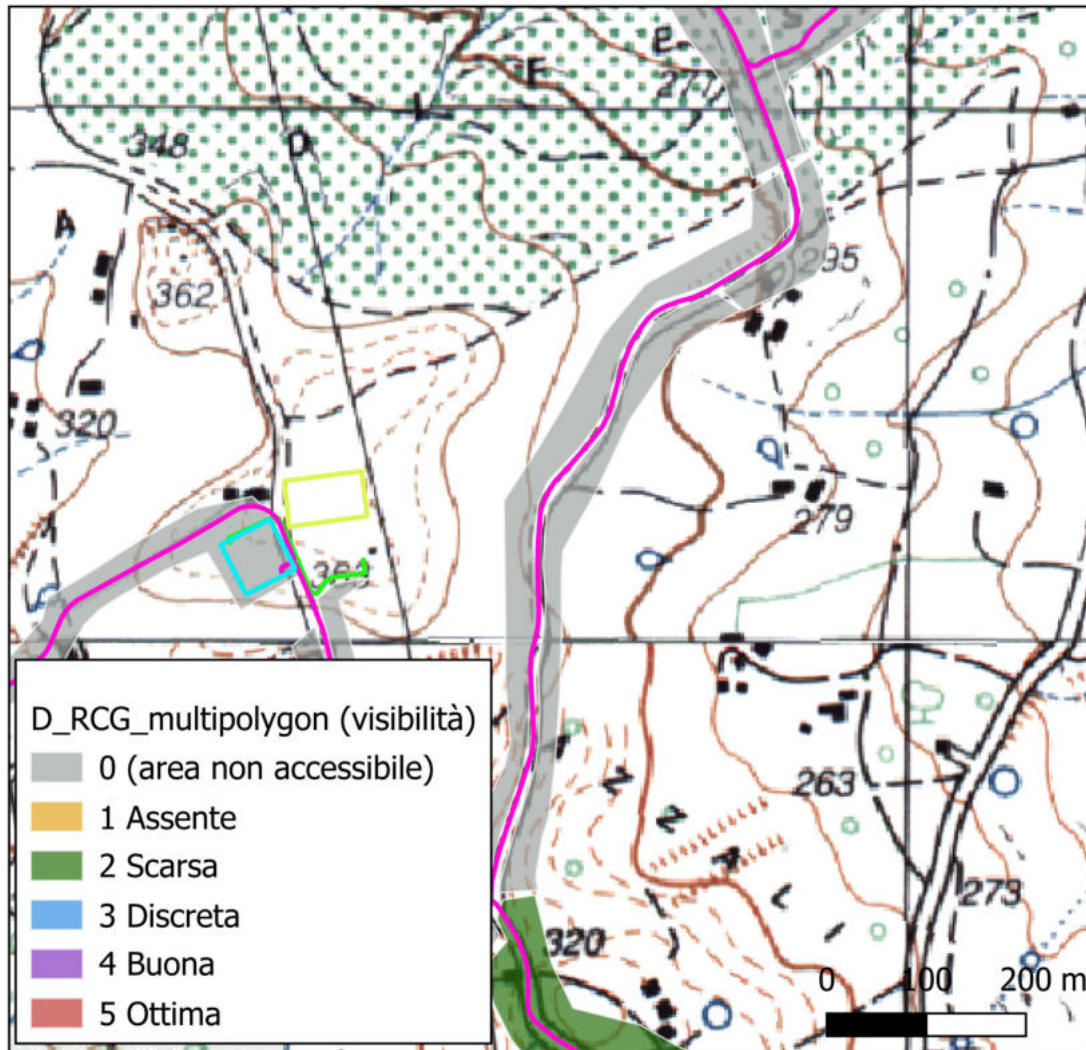 E
270
E
L
D
348
A
295
362
320
279
D_RCG_multipolygon (visibilità)
0 (area non accessibile)
1 Assente
2 Scarsa
3 Discreta
4 Buona
5 Ottima
263
273
320
0 100 200 m